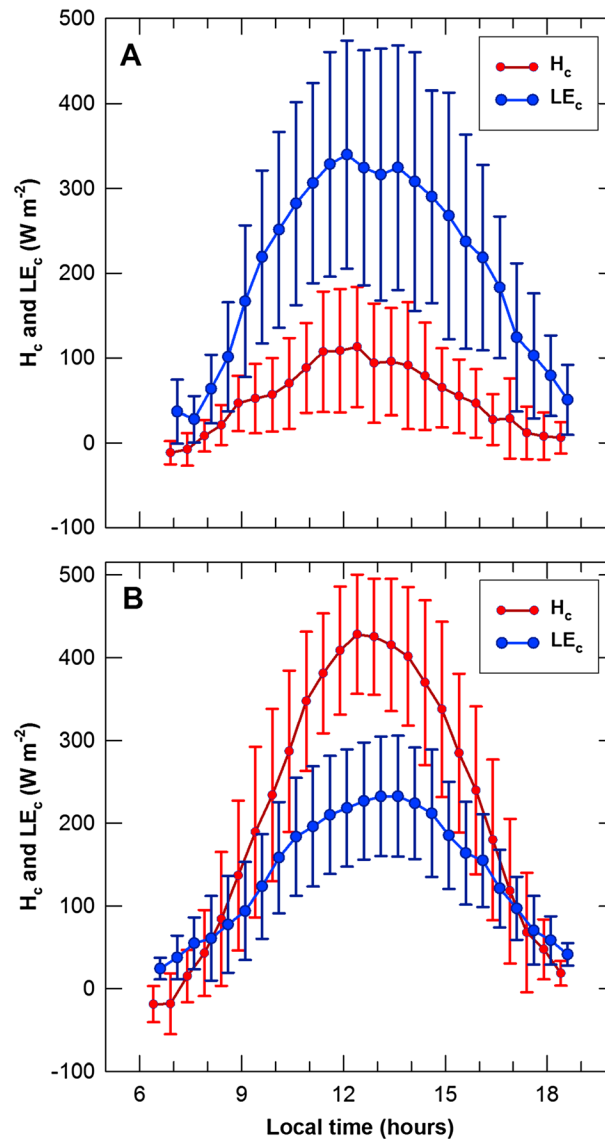 A
H_c
LE_c
500
400
300
200
100
0
-100
H_c and LE_c (W m^-2)
B
H_c
LE_c
500
400
300
200
100
0
-100
H_c and LE_c (W m^-2)
6 9 12 15 18
Local time (hours)